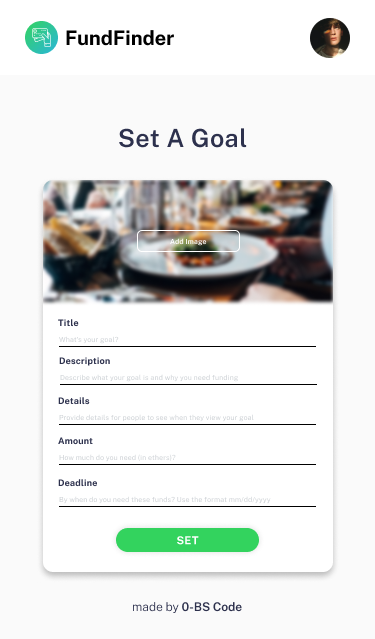 FundFinder
Set A Goal
Add Image
Title
What's your goal?
Description
Describe what your goal is and why you need funding.
Details
Provide details for people to see when they view your goal
Amount
How much do you need (in ethers)?
Deadline
By when do you need these funds? Use the format mm/dd/yyyy
SET
made by 0-BS Code